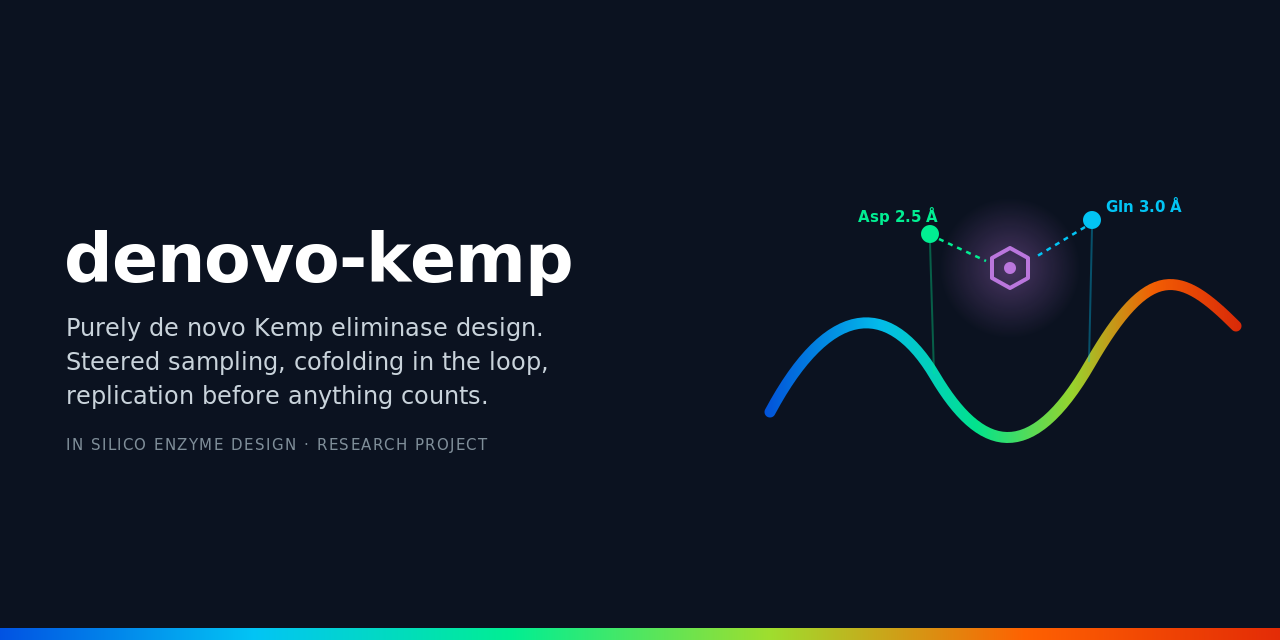 denovo-kemp
Purely de novo Kemp eliminase design.
Steered sampling, cofolding in the loop,
replication before anything counts.
IN SILICO ENZYME DESIGN · RESEARCH PROJECT
Asp 2.5 Å
Gln 3.0 Å